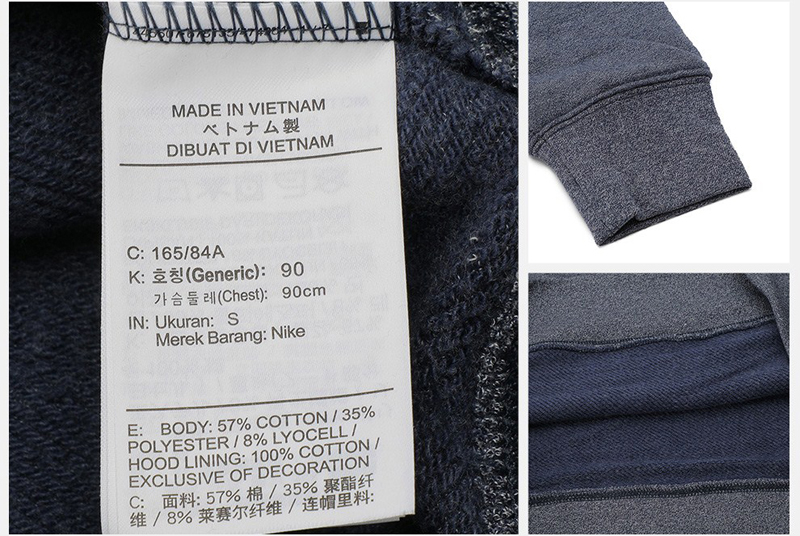 MADE IN VIETNAM
ベトナム製
DIBUAT DI VIETNAM
C: 165/84A
K: 호칭(Generic): 90
가슴둘레(Chest): 90cm
IN: Ukuran: S
Merek Barang: Nike
E: BODY: 57% COTTON / 35%
POLYESTER / 8% LYOCELL /
HOOD LINING: 100% COTTON /
EXCLUSIVE OF DECORATION
C: 面料: 57% 棉 / 35% 聚酯纤
维 / 8% 莱赛尔纤维 / 连帽里料: